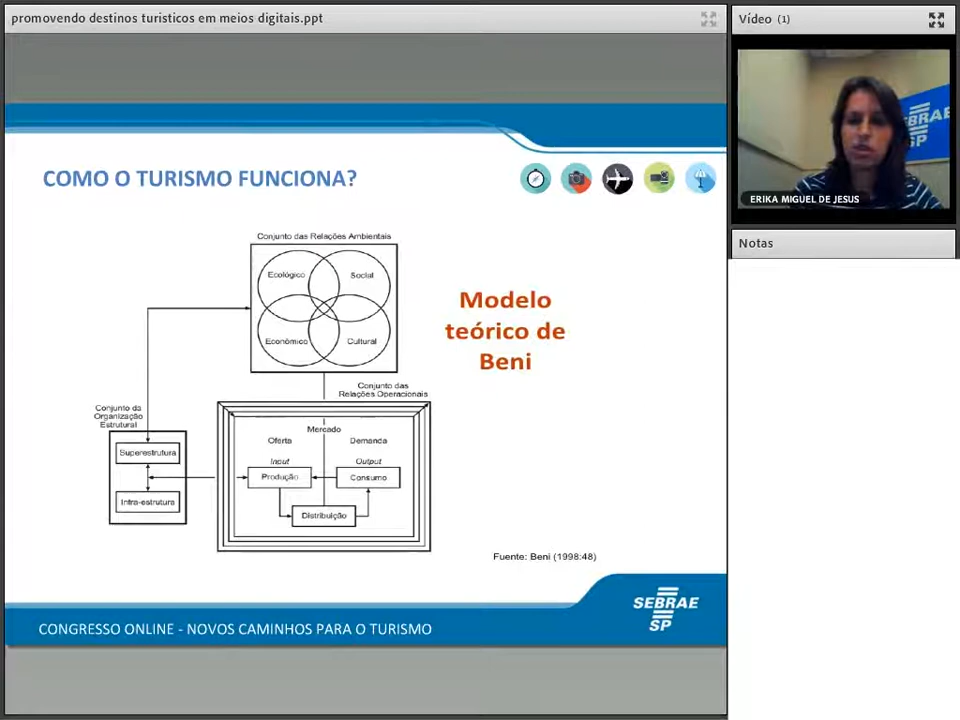 promovendo destinos turisticos em meios digitais.ppt
Vídeo (1)
EBRAE
SP
ERIKA MIGUEL DE JESUS
Notas
COMO O TURISMO FUNCIONA?
Conjunto das Relações Ambientais
Ecológico
Social
Econômico
Cultural
Modelo
teórico de
Beni
Conjunto das
Relações Operacionais
Conjunto da
Organização
Estrutural
Superestrutura
Infra-estrutura
Mercado
Oferta
Demanda
Input
Output
Produção
Consumo
Distribuição
Fuente: Beni (1998:48)
SEBRAE
SP
CONGRESSO ONLINE - NOVOS CAMINHOS PARA O TURISMO